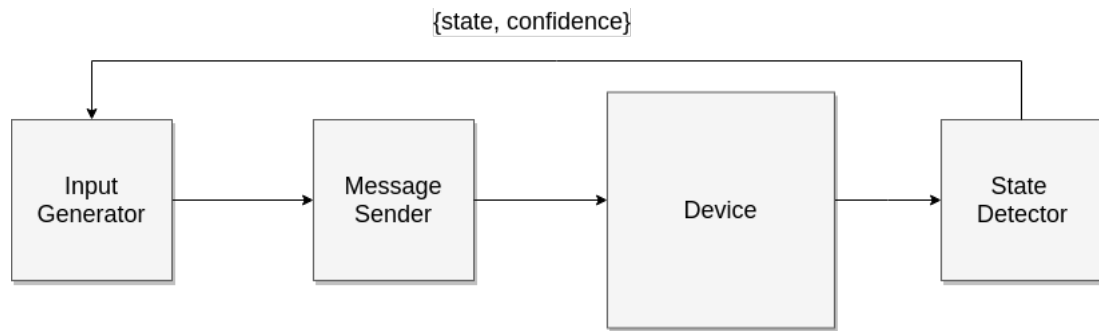 {state, confidence}
Input
Generator
Message
Sender
Device
State
Detector